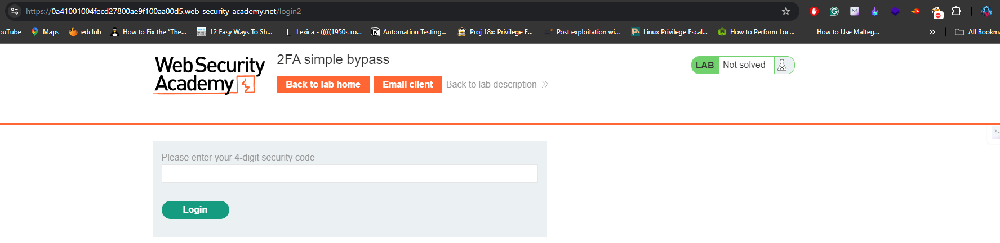 https://0a41001004fecd27800ae9f100aa00d5.web-security-academy.net/login2
ouTube Maps edclub How to Fix the “The... 12 Easy Ways To Sh... Lexica - (((((1950s ro... Automation Testing... Proj 18x: Privilege E... Post exploitation wi... Linux Privilege Escal... How to Perform Loc... How to Use Malteg... » All Bookma
Web Security
Academy
2FA simple bypass
Back to lab home Email client Back to lab description
LAB Not solved
Please enter your 4-digit security code
Login